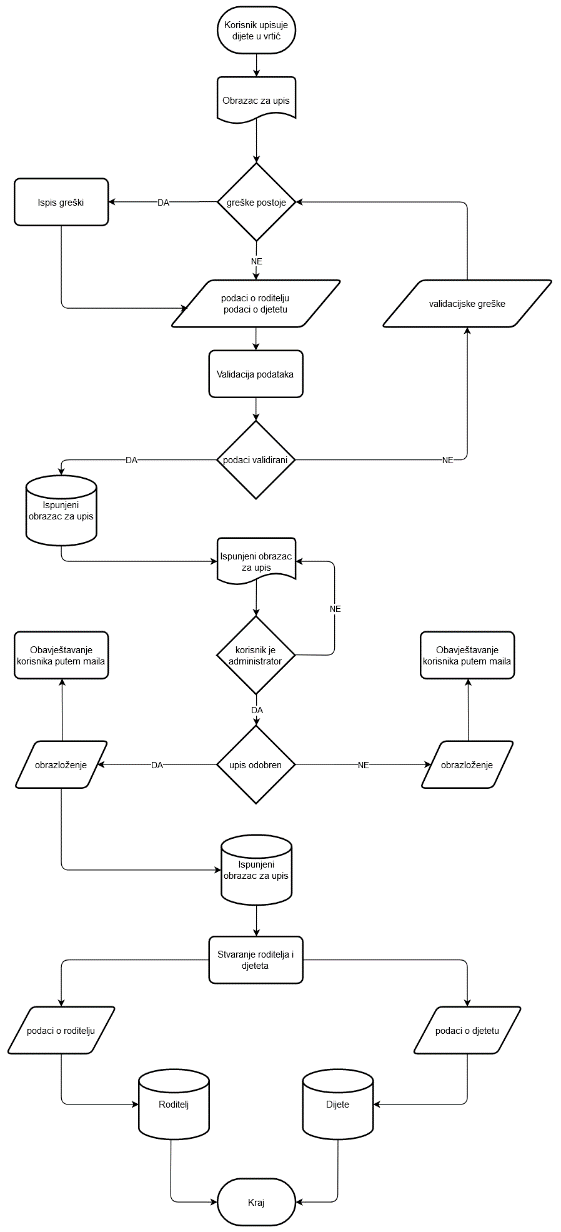 Korisnik upisuje
dijete u vrtić
Obrazac za upis
Ispis greški
DA
greške postoje
NE
podaci o roditelju
podaci o djetetu
validacijske greške
Validacija podataka
DA
podaci validirani
NE
Ispunjeni
obrazac za upis
Ispunjeni obrazac
za upis
NE
Obavještavanje
korisnika putem maila
korisnik je
administrator
Obavještavanje
korisnika putem maila
DA
obrazloženje
DA
upis odobren
NE
obrazloženje
Ispunjeni
obrazac za upis
Stvaranje roditelja i
djeteta
podaci o roditelju
podaci o djetetu
Roditelj
Dijete
Kraj